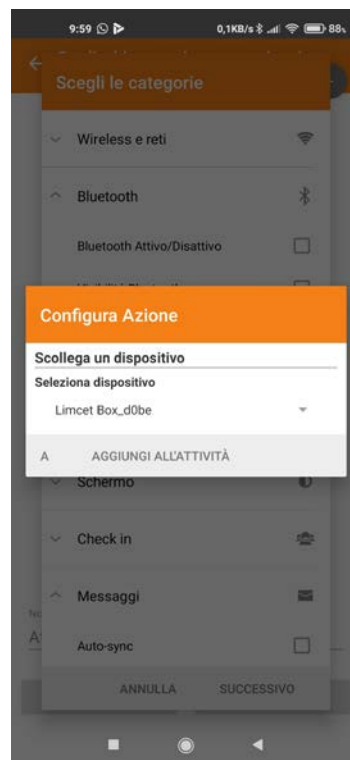 9:59 0,1KB/s 88%
Scegli le categorie
Wireless e reti
Bluetooth
Bluetooth Attivo/Disattivo
Configura Azione
Scollega un dispositivo
Seleziona dispositivo
Limcet Box_d0be
A AGGIUNGI ALL'ATTIVITÀ
Schermo
Check in
Messaggi
Auto-sync
ANNULLA SUCCESSIVO